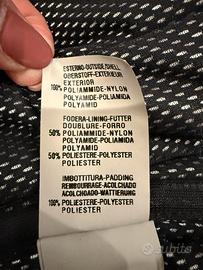 ESTERNO-OUTSIDE/SHELL
OBERSTOFF-EXTERIEUR
EXTERIOR
100% POLIAMMIDE-NYLON
POLYAMIDE-POLIAMIDA
POLYAMID
FODERA-LINING-FUTTER
DOUBLURE-FORRO
50% POLIAMMIDE-NYLON
POLYAMIDE-POLIAMIDA
POLYAMID
50% POLIESTERE-POLYESTER
POLIESTER
IMBOTTITURA-PADDING
REMBOURRAGE-ACOLCHADO
ACOLCHADO-WATTIERUNG
100% POLIESTERE-POLYESTER
POLIESTER
subito